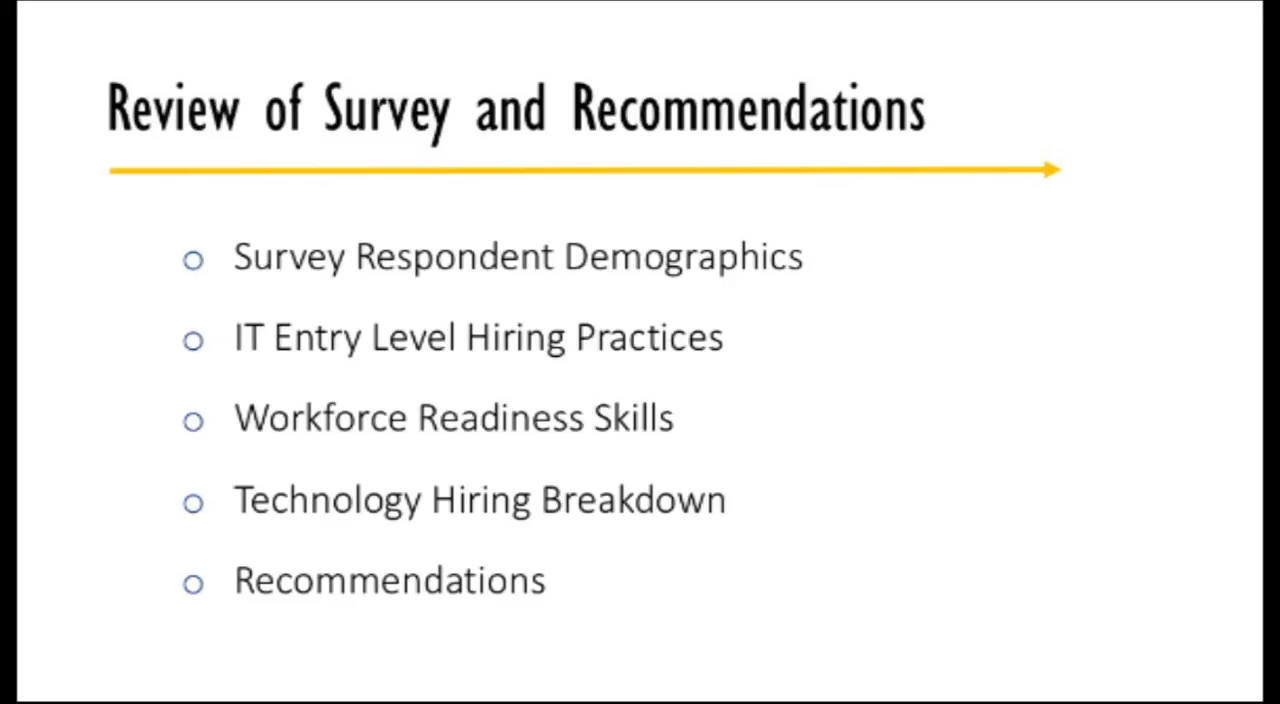 Review of Survey and Recommendations
Survey Respondent Demographics
IT Entry Level Hiring Practices
Workforce Readiness Skills
Technology Hiring Breakdown
Recommendations